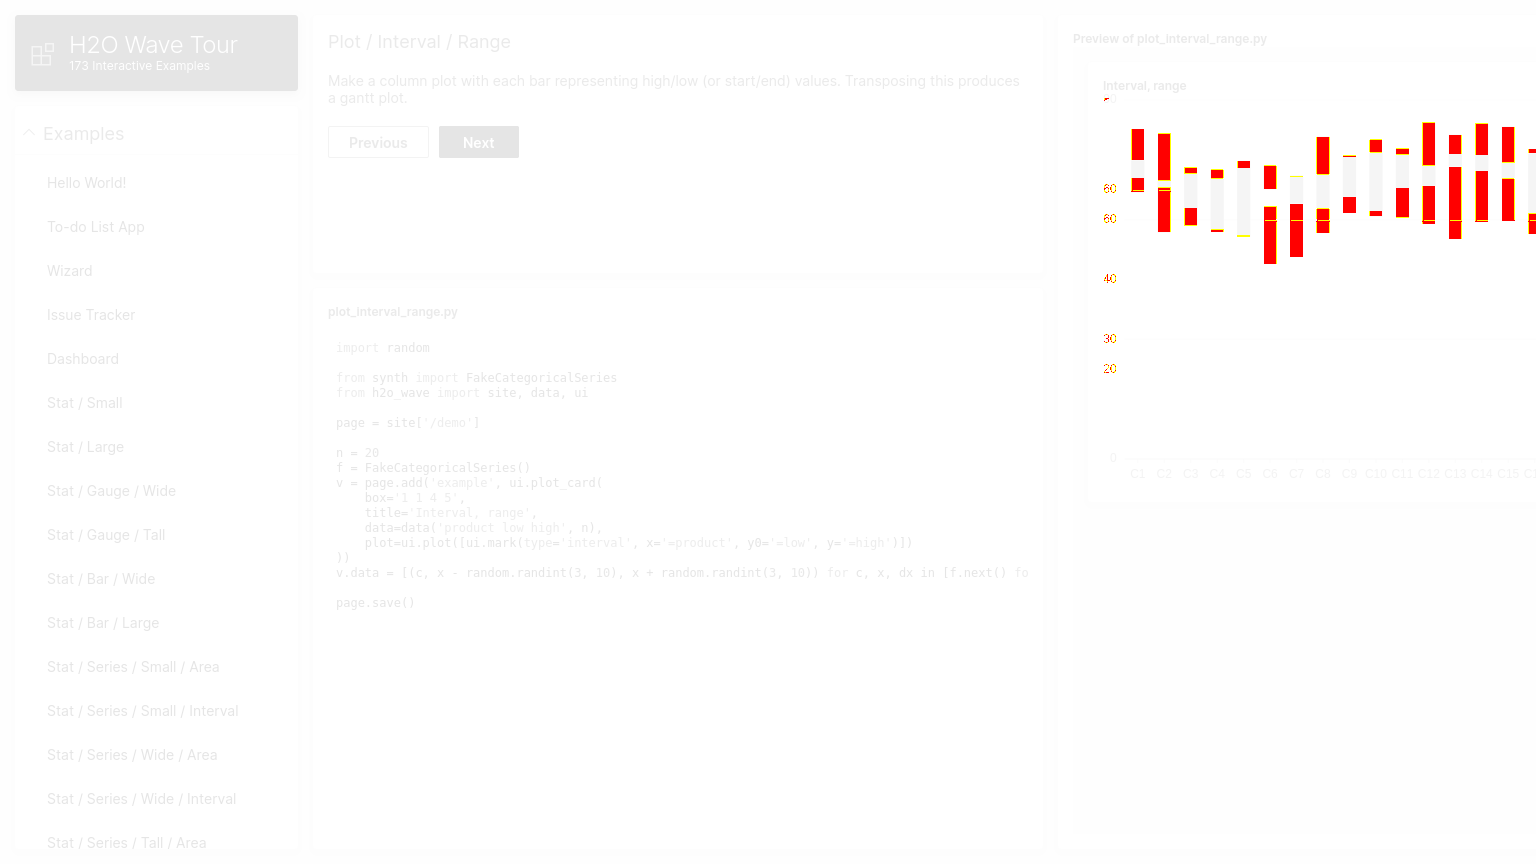 H2O Wave Tour
173 Interactive Examples
Examples
Hello World!
To-do List App
Wizard
Issue Tracker
Dashboard
Stat / Small
Stat / Large
Stat / Gauge / Wide
Stat / Gauge / Tall
Stat / Bar / Wide
Stat / Bar / Large
Stat / Series / Small / Area
Stat / Series / Small / Interval
Stat / Series / Wide / Area
Stat / Series / Wide / Interval
Stat / Series / Tall / Area
Plot / Interval / Range
Make a column plot with each bar representing high/low (or start/end) values. Transposing this produces
a gantt plot.
Previous
Next
plot_interval_range.py
import random
from synth import FakeCategoricalSeries
from h2o_wave import site, data, ui
page = site['/demo']
n = 20
f = FakeCategoricalSeries()
v = page.add('example', ui.plot_card(
    box='1 1 4 5',
    title='Interval, range',
    data=data('product low high', n),
    plot=ui.plot([ui.mark(type='interval', x='=product', y0='=low', y='=high')])
))
v.data = [(c, x - random.randint(3, 10), x + random.randint(3, 10)) for c, x, dx in [f.next() fo
page.save()
Preview of plot_interval_range.py
Interval, range
40
20
0
C1 C2 C3 C4 C5 C6 C7 C8 C9 C10 C11 C12 C13 C14 C15